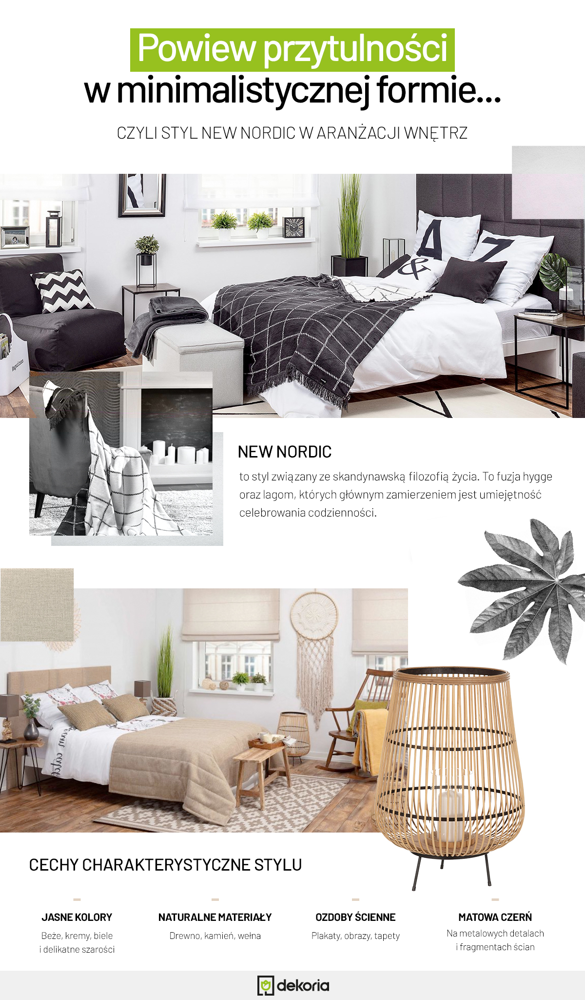 Powiew przytulności
w minimalistycznej formie...
CZYLI STYL NEW NORDIC W ARANŻACJI WNĘTRZ
A
Z
&
Magazines
NEW NORDIC
to styl związany ze skandynawską filozofią życia. To fuzja hygge
oraz lagom, których głównym zamierzeniem jest umiejętność
celebrowania codzienności.
CECHY CHARAKTERYSTYCZNE STYLU
JASNE KOLORY
Beże, kremy, biele
i delikatne szarości
NATURALNE MATERIAŁY
Drewno, kamień, wełna
OZDOBY ŚCIENNE
Plakaty, obrazy, tapety
MATOWA CZERŃ
Na metalowych detalach
i fragmentach ścian
dekoria